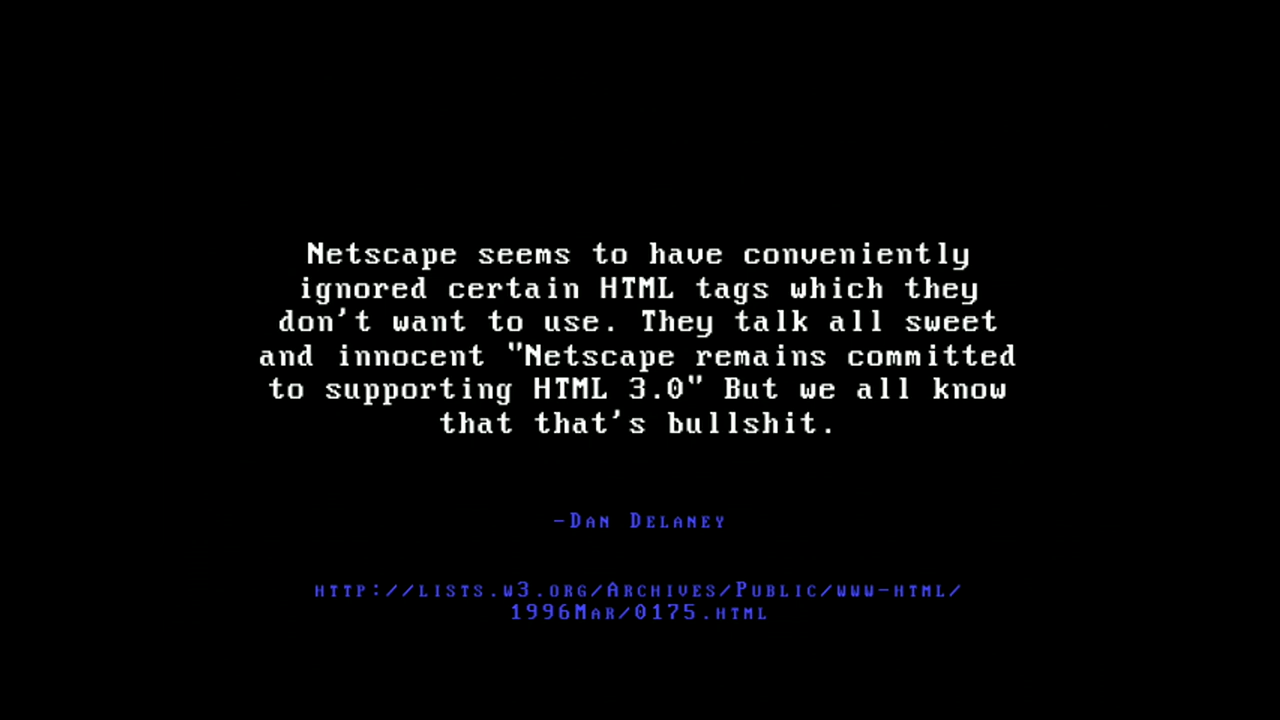 Netscape seems to have conveniently
ignored certain HTML tags which they
don't want to use. They talk all sweet
and innocent "Netscape remains committed
to supporting HTML 3.0" But we all know
that that's bullshit.
-Dan Delaney
http://lists.w3.org/Archives/Public/www-html/
1996Mar/0175.html